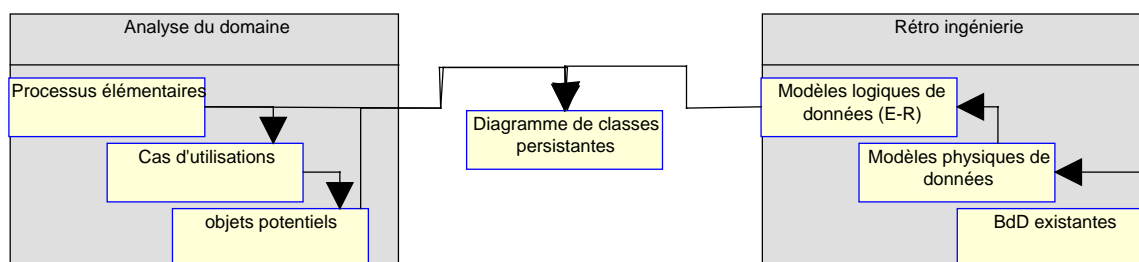 Analyse du domaine
Processus élémentaires
Cas d'utilisations
objets potentiels
Diagramme de classes
persistantes
Rétro ingénierie
Modèles logiques de
données (E-R)
Modèles physiques de
données
BdD existantes